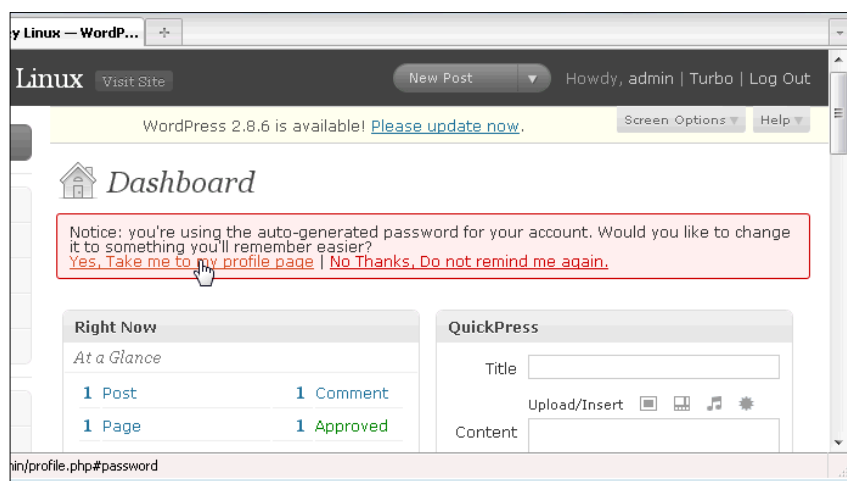 y Linux — WordP...
Linux Visit Site New Post Howdy, admin | Turbo | Log Out
WordPress 2.8.6 is available! Please update now. Screen Options Help
Dashboard
Notice: you're using the auto-generated password for your account. Would you like to change
it to something you'll remember easier?
Yes, Take me to my profile page | No Thanks, Do not remind me again.
Right Now
At a Glance
1 Post 1 Comment
1 Page 1 Approved
QuickPress
Title
Upload/Insert
Content
in/profile.php#password